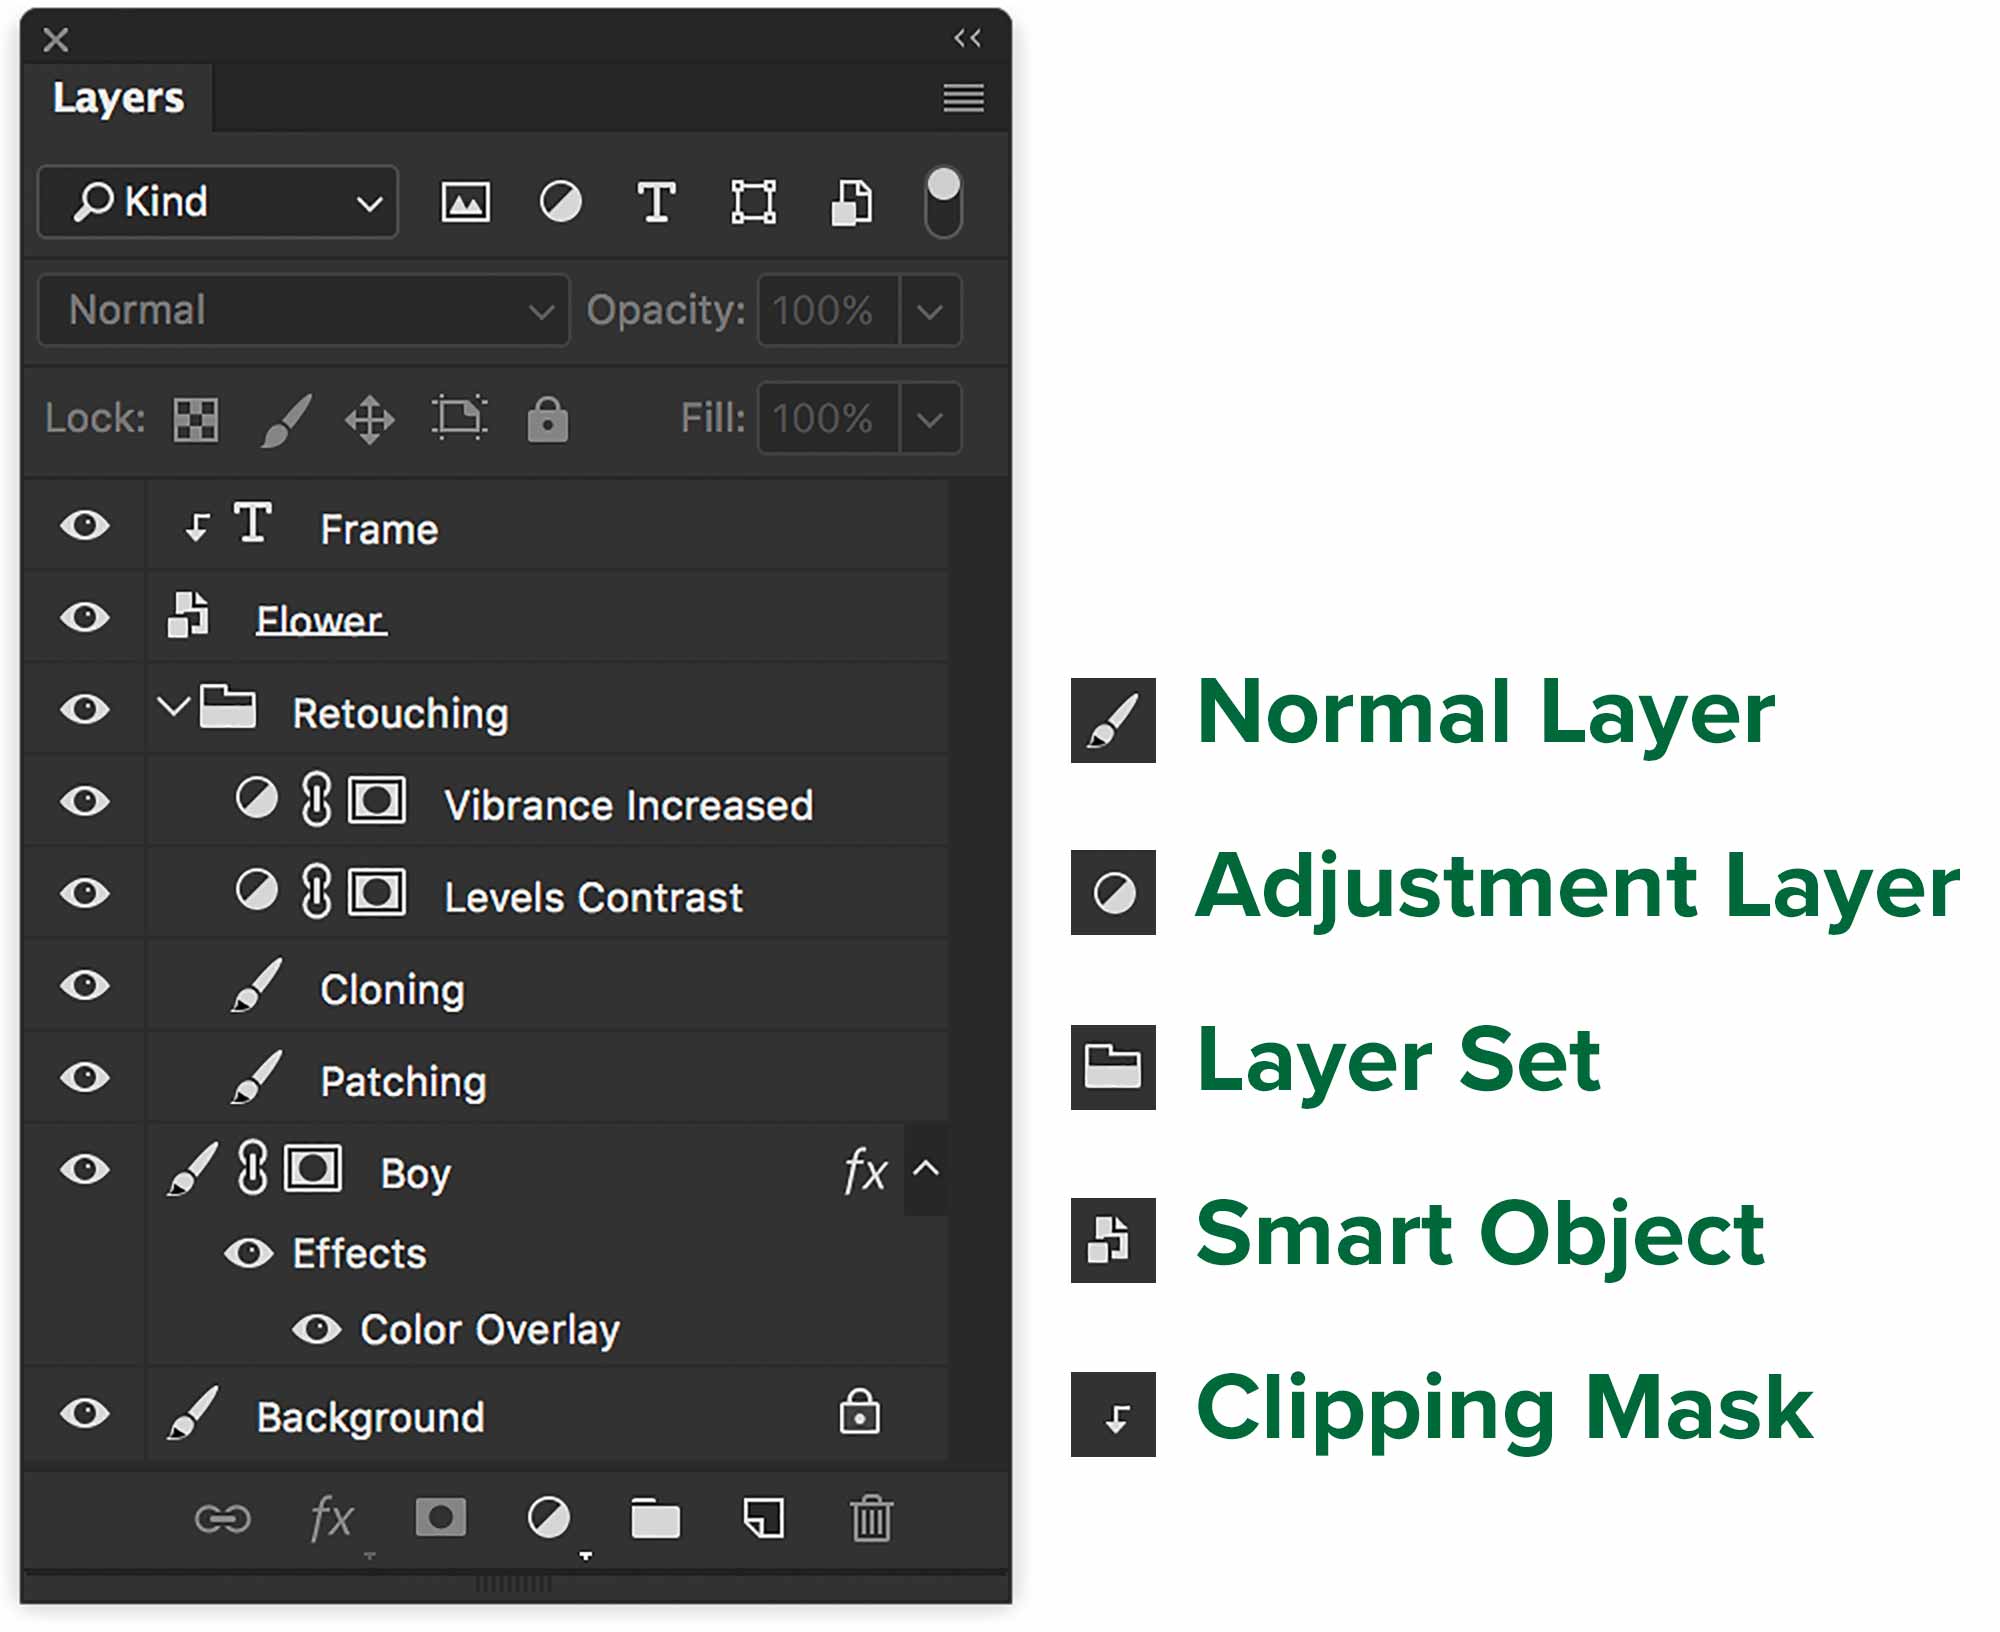 Layers
Kind
Normal Opacity: 100%
Lock: Fill: 100%
T Frame
Flower
Retouching
Vibrance Increased
Levels Contrast
Cloning
Patching
Boy fx
Effects
Color Overlay
Background
fx
Normal Layer
Adjustment Layer
Layer Set
Smart Object
Clipping Mask